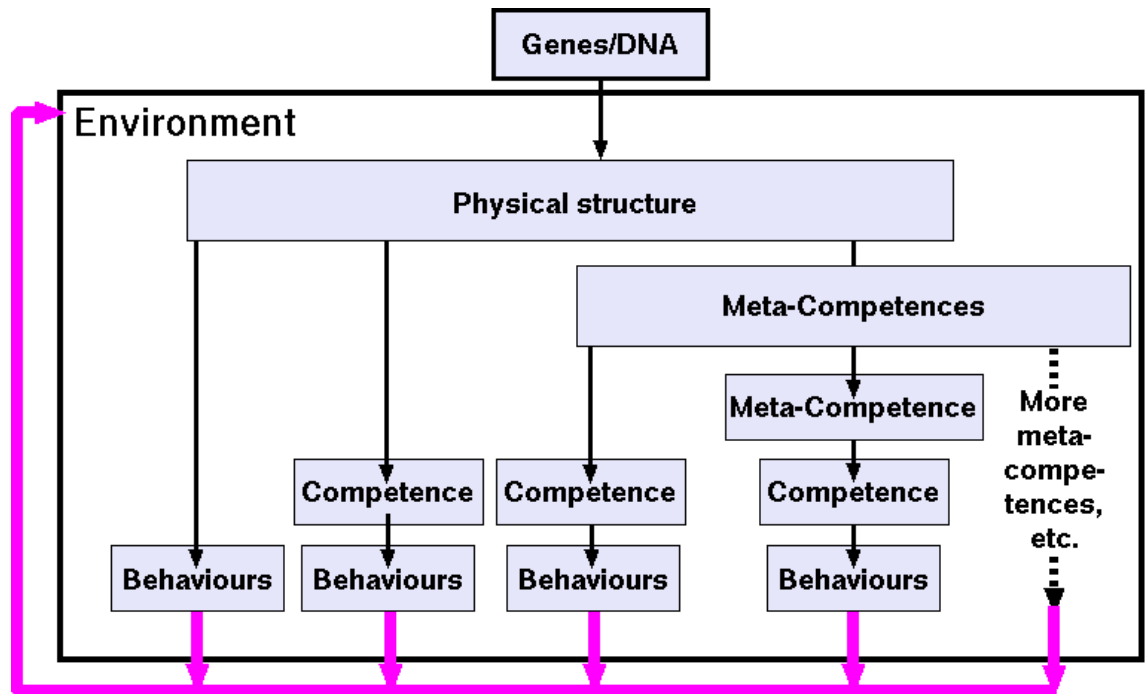 Genes/DNA
Environment
Physical structure
Meta-Competences
Meta-Competence
More
meta-
compe-
tences,
etc.
Competence
Competence
Competence
Behaviours
Behaviours
Behaviours
Behaviours